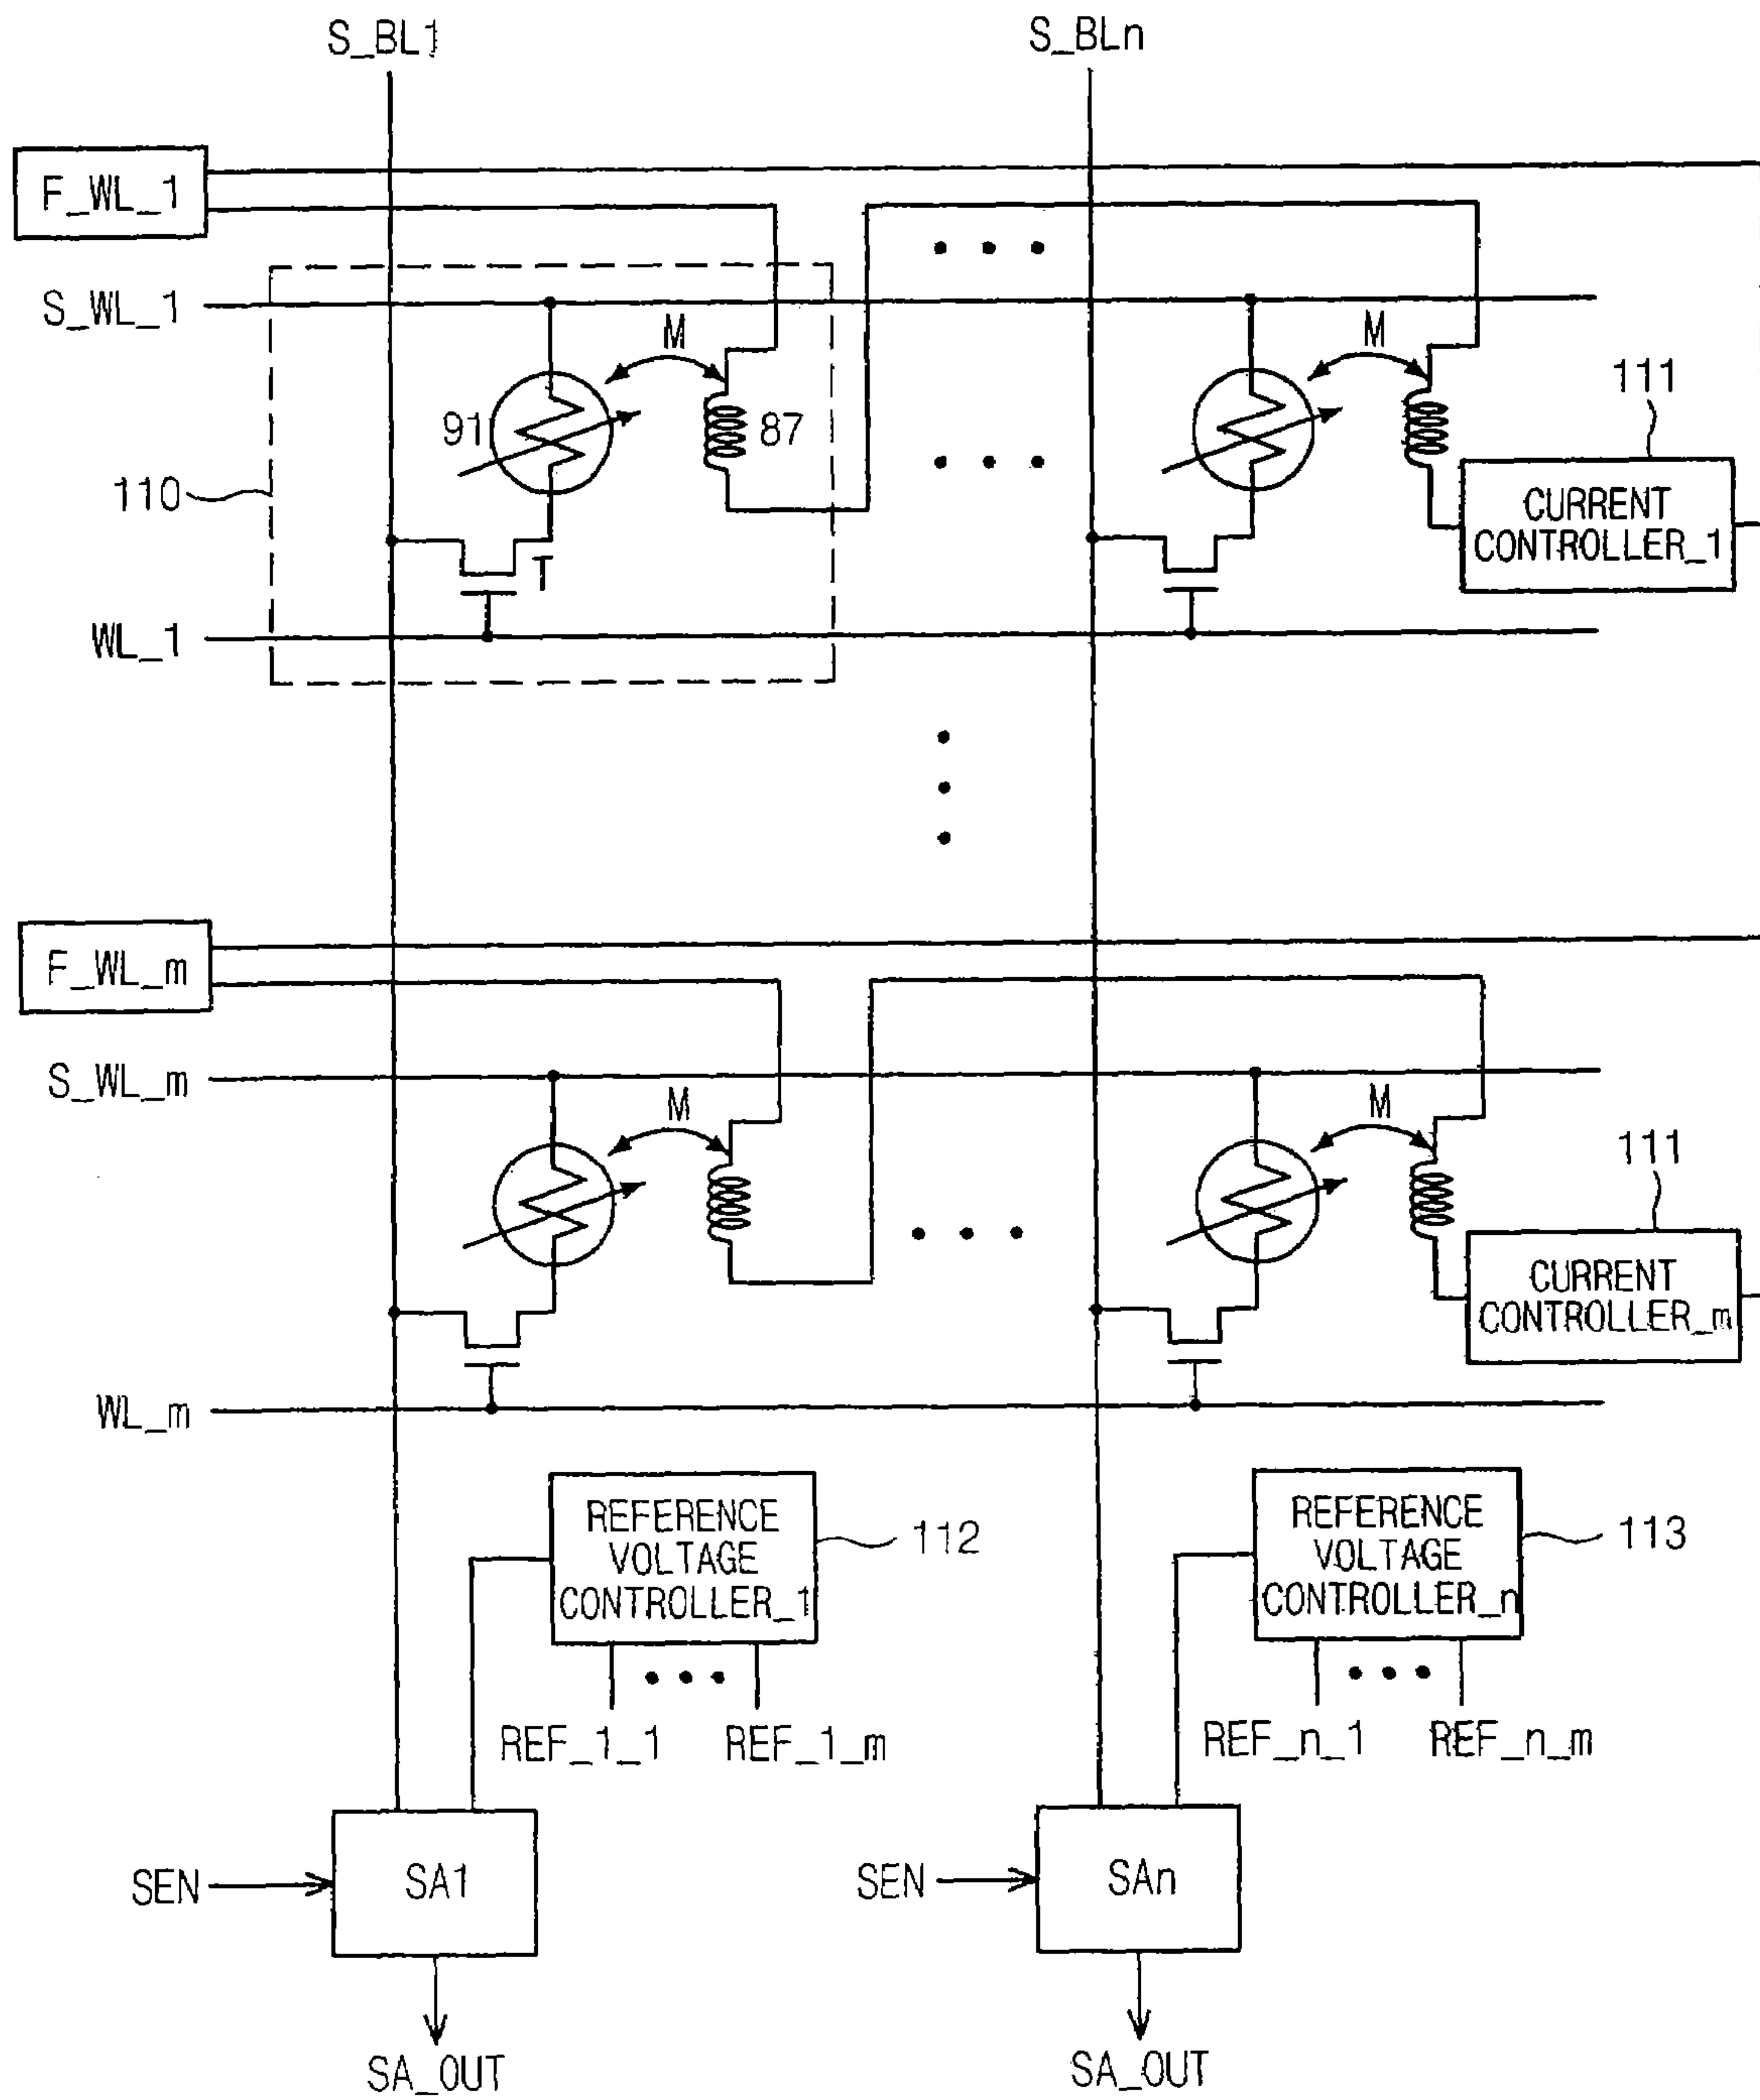 S_BL1
S_BLn
F_WL_1
S_WL_1
M
M
111
91
87
110
CURRENT
CONTROLLER_1
T
WL_1
F_WL_m
S_WL_m
M
M
111
CURRENT
CONTROLLER_m
WL_m
REFERENCE
VOLTAGE
CONTROLLER_1
112
REFERENCE
VOLTAGE
CONTROLLER_n
113
REF_1_1
REF_1_m
REF_n_1
REF_n_m
SEN
SA1
SEN
SAn
SA_OUT
SA_OUT